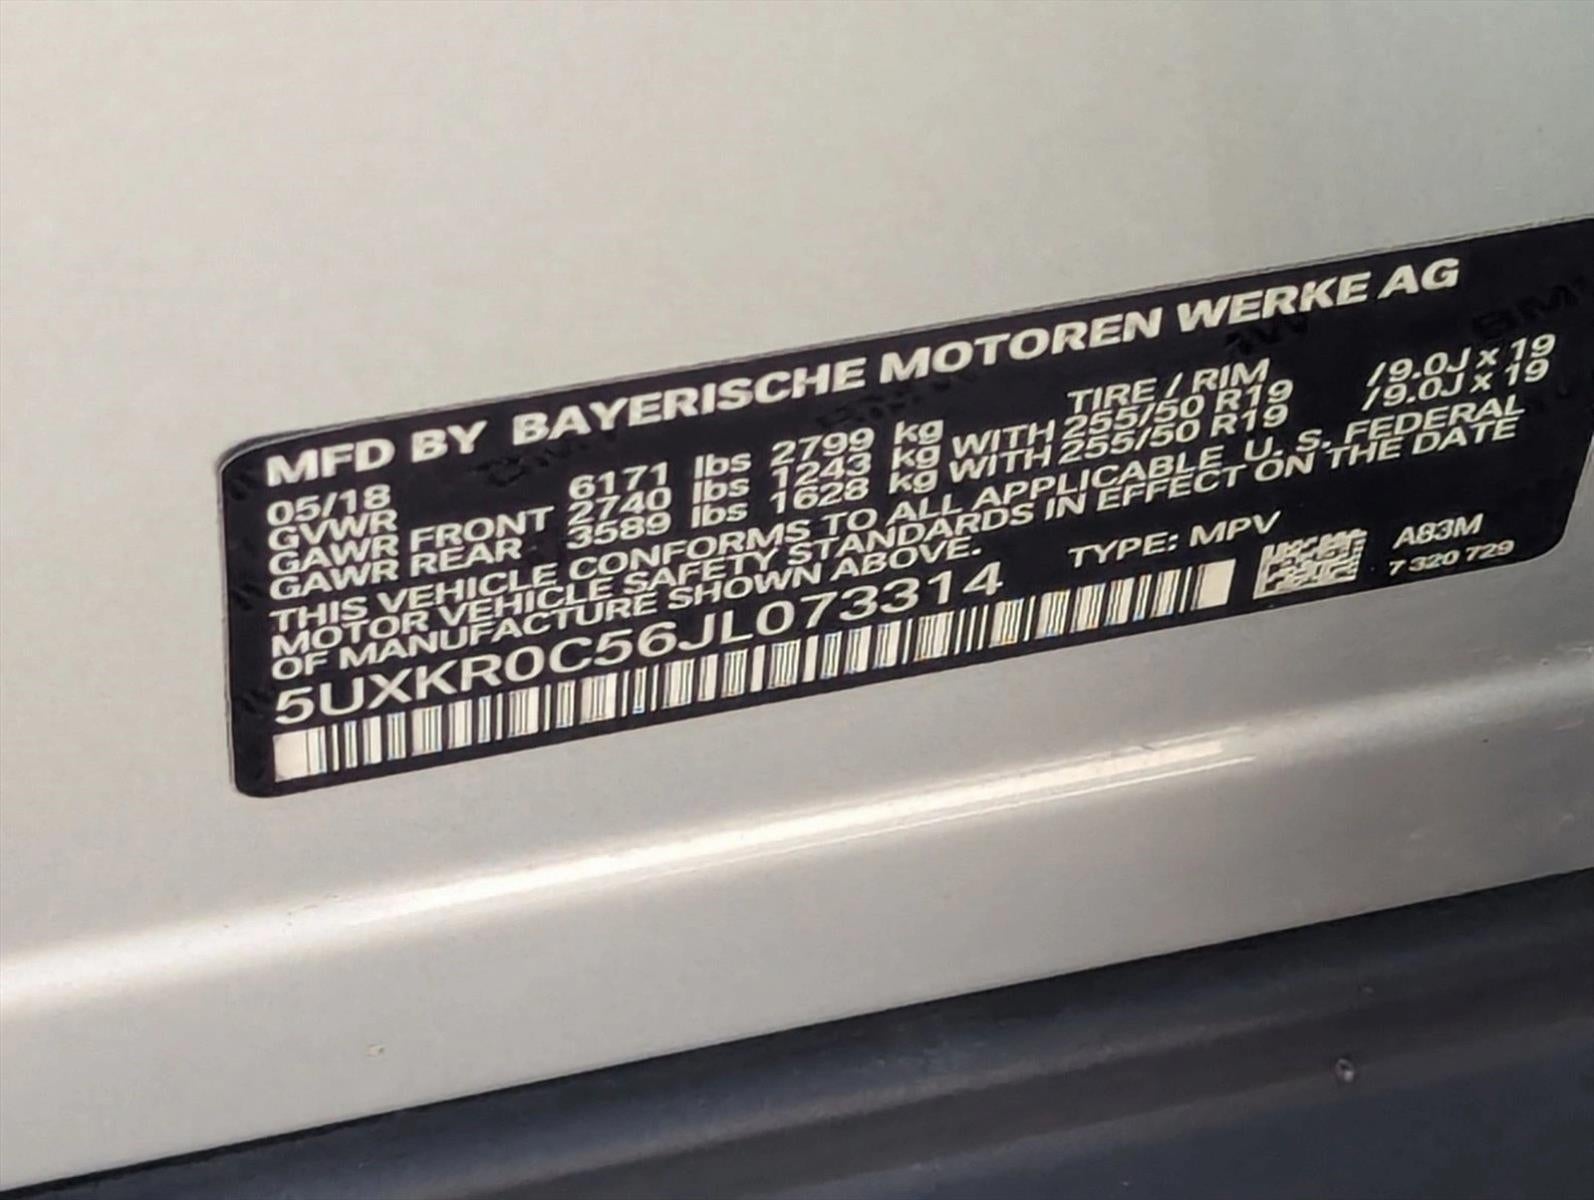 MFD BY BAYERISCHE MOTOREN WERKE AG
05/18 TIRE / RIM
GVWR 6171 lbs 2799 kg
GAWR FRONT 2740 lbs 1243 kg WITH 255/50 R19 /9.0J x 19
GAWR REAR 3589 lbs 1628 kg WITH 255/50 R19 /9.0J x 19
THIS VEHICLE CONFORMS TO ALL APPLICABLE U. S. FEDERAL
MOTOR VEHICLE SAFETY STANDARDS IN EFFECT ON THE DATE
OF MANUFACTURE SHOWN ABOVE.
5UXKR0C56JL073314 TYPE: MPV
A83M
7 320 729